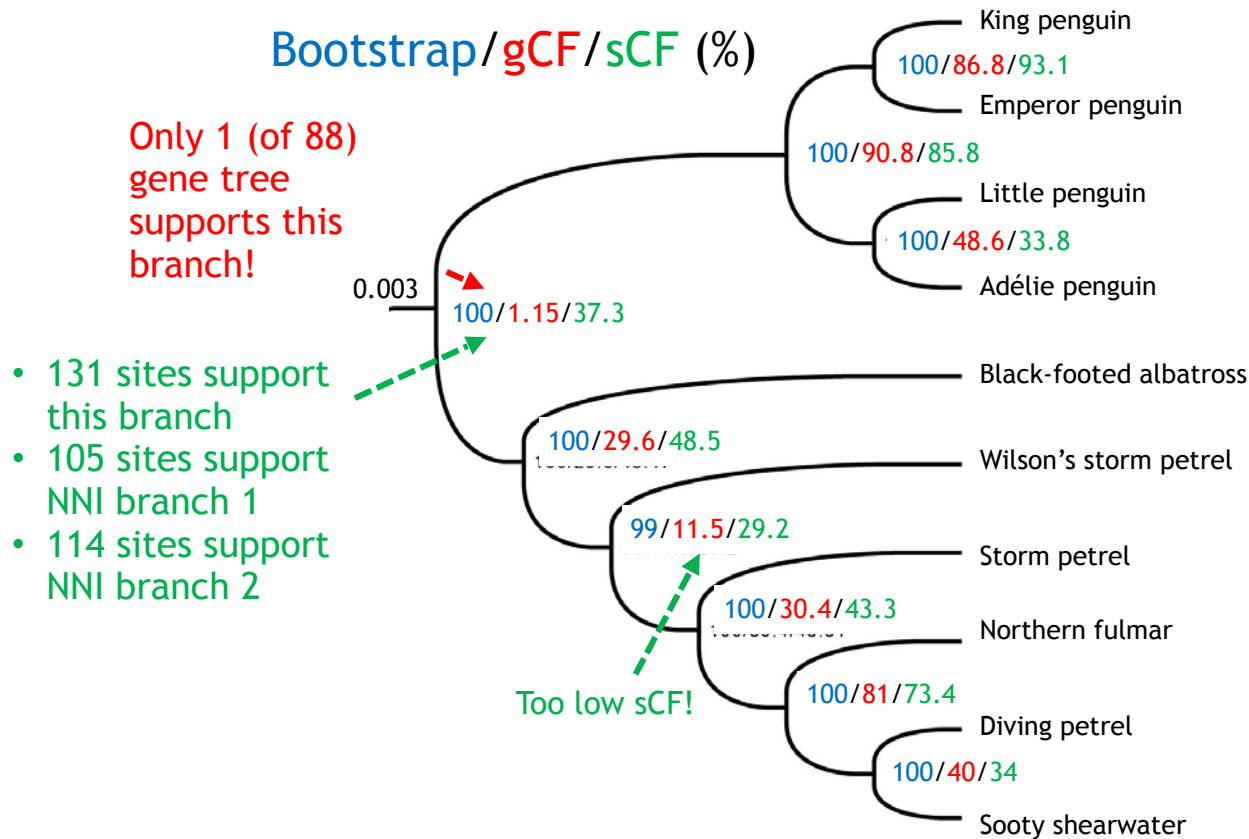 Bootstrap/gCF/sCF (%)
King penguin
100/86.8/93.1
Emperor penguin
Only 1 (of 88)
gene tree
supports this
branch!
100/90.8/85.8
Little penguin
100/48.6/33.8
Adélie penguin
0.003
100/1.15/37.3
• 131 sites support
this branch
• 105 sites support
NNI branch 1
• 114 sites support
NNI branch 2
Black-footed albatross
100/29.6/48.5
Wilson's storm petrel
99/11.5/29.2
Storm petrel
100/30.4/43.3
Northern fulmar
Too low sCF!
100/81/73.4
Diving petrel
100/40/34
Sooty shearwater